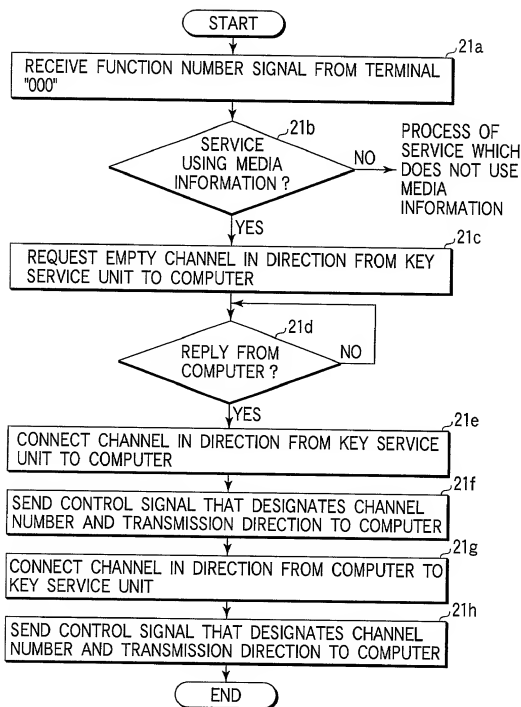 START
21a
RECEIVE FUNCTION NUMBER SIGNAL FROM TERMINAL
"000"
21b
SERVICE
USING MEDIA
INFORMATION ?
NO
PROCESS OF
SERVICE WHICH
DOES NOT USE
MEDIA
INFORMATION
YES
21c
REQUEST EMPTY CHANNEL IN DIRECTION FROM KEY
SERVICE UNIT TO COMPUTER
21d
REPLY FROM
COMPUTER ?
NO
YES
21e
CONNECT CHANNEL IN DIRECTION FROM KEY SERVICE
UNIT TO COMPUTER
21f
SEND CONTROL SIGNAL THAT DESIGNATES CHANNEL
NUMBER AND TRANSMISSION DIRECTION TO COMPUTER
21g
CONNECT CHANNEL IN DIRECTION FROM COMPUTER TO
KEY SERVICE UNIT
21h
SEND CONTROL SIGNAL THAT DESIGNATES CHANNEL
NUMBER AND TRANSMISSION DIRECTION TO COMPUTER
END